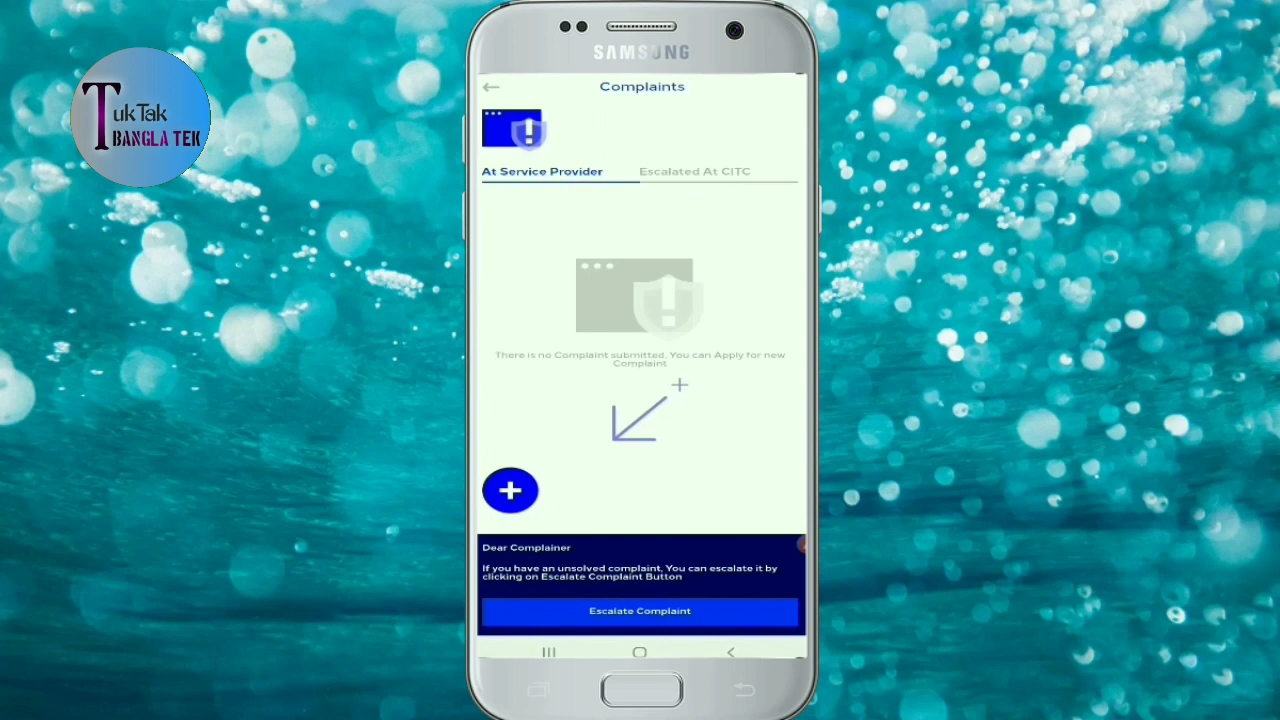 TukTak
BANGLA TEK
SAMSUNG
Complaints
At Service Provider
Escalated At CITC
There is no Complaint submitted, You can Apply for new
Complaint
Dear Complainer
If you have an unsolved complaint, You can escalate it by
clicking on Escalate Complaint Button
Escalate Complaint